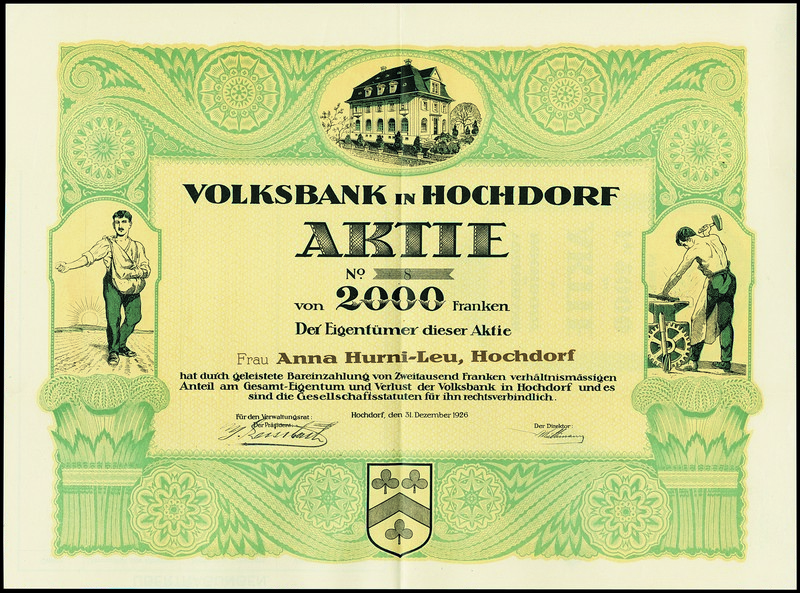 VOLKSBANK IN HOCHDORF
AKTIE
No 8
von 2000 Franken
Der Eigentümer dieser Aktie
Frau Anna Hurni-Leu, Hochdorf
hat durch geleistete Bareinzahlung von Zweitausend Franken verhältnismässigen
Anteil am Gesamt-Eigentum und Verlust der Volksbank in Hochdorf und es
sind die Gesellschaftsstatuten für ihn rechtsverbindlich.
Für den Verwaltungsrat: Hochdorf, den 31. Dezember 1926
Der Präsident: Der Direktor: